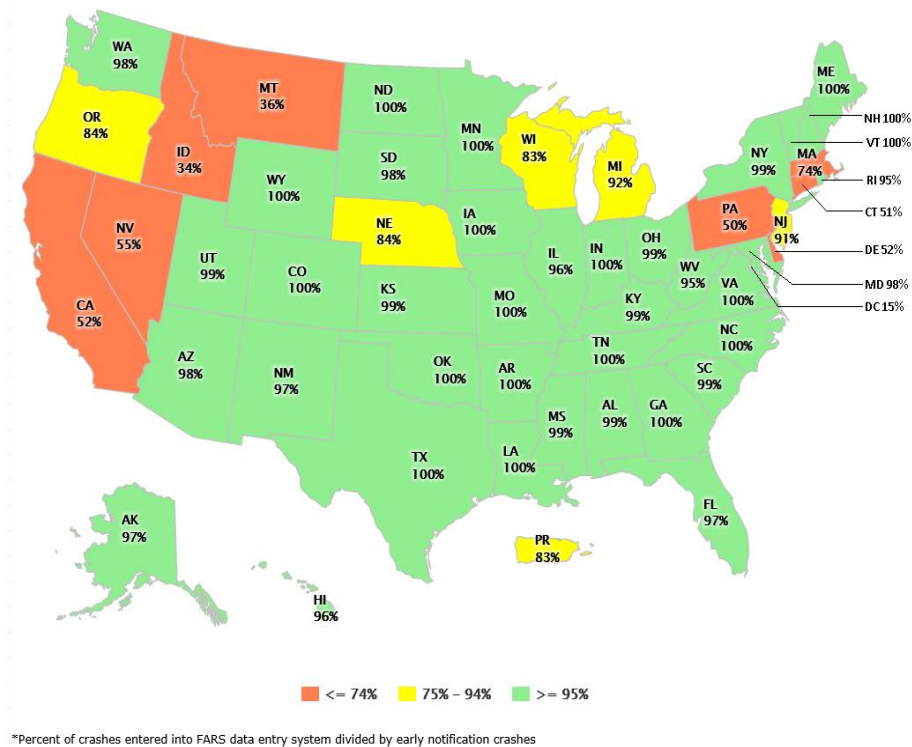 WA
98%
MT
36%
ND
100%
ME
100%
OR
84%
MN
100%
NH 100%
ID
34%
SD
98%
WI
83%
MI
92%
NY
99%
MA
74%
VT 100%
WY
100%
RI 95%
NV
55%
NE
84%
IA
100%
PA
50%
NJ
91%
CT 51%
UT
99%
CO
100%
IL
96%
IN
100%
OH
99%
WV
95%
DE 52%
CA
52%
KS
99%
MO
100%
KY
99%
VA
100%
MD 98%
DC 15%
AZ
98%
NM
97%
OK
100%
AR
100%
TN
100%
NC
100%
SC
99%
TX
100%
LA
100%
MS
99%
AL
99%
GA
100%
FL
97%
AK
97%
HI
96%
PR
83%
<= 74%
75% - 94%
>= 95%
*Percent of crashes entered into FARS data entry system divided by early notification crashes